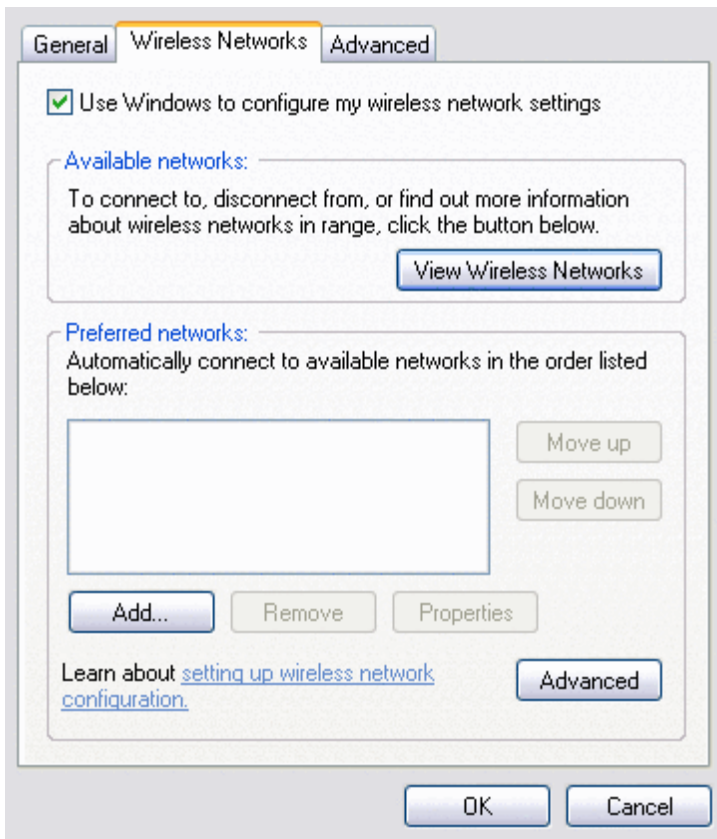 General
Wireless Networks
Advanced
Use Windows to configure my wireless network settings
Available networks:
To connect to, disconnect from, or find out more information
about wireless networks in range, click the button below.
View Wireless Networks
Preferred networks:
Automatically connect to available networks in the order listed
below:
Move up
Move down
Add...
Remove
Properties
Learn about setting up wireless network
configuration.
Advanced
OK
Cancel